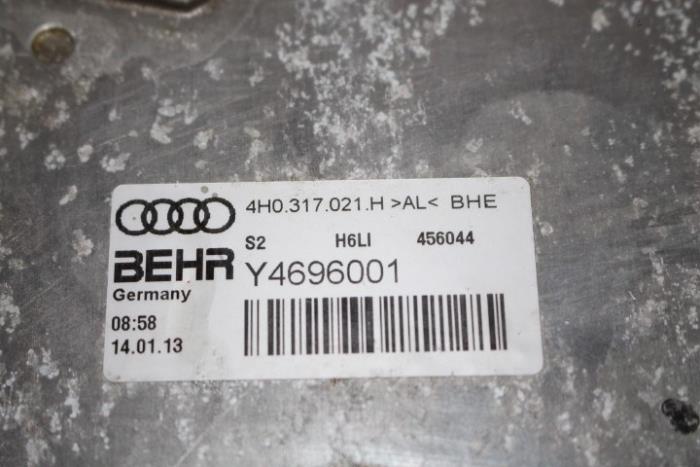 4H0.317.021.H >AL< BHE
S2 H6LI 456044
BEHR Y4696001
Germany
08:58
14.01.13